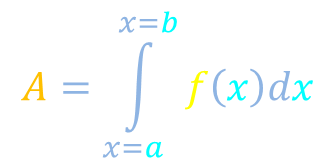 x=b
A = ∫ f(x)dx
x=a